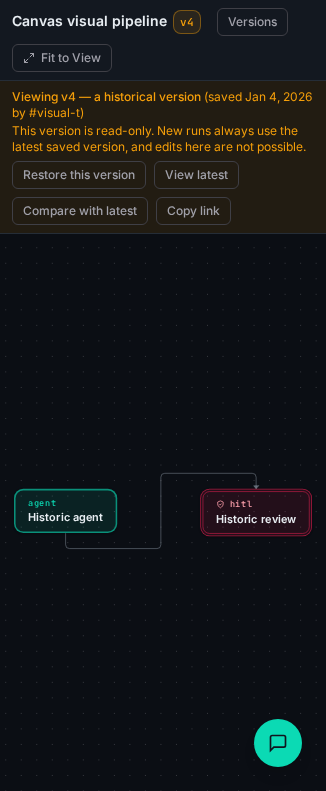 Canvas visual pipeline v4 Versions
Fit to View
Viewing v4 — a historical version (saved Jan 4, 2026
by #visual-t)
This version is read-only. New runs always use the
latest saved version, and edits here are not possible.
Restore this version View latest
Compare with latest Copy link
agent
Historic agent
hitl
Historic review